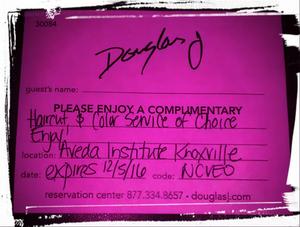 30084
Douglas J
guest's name:
PLEASE ENJOY A COMPLIMENTARY
Haircut & Color Service of Choice
Enjoy!
location: Aveda Institute Knoxville
date: expires 12/5/16 code: NCVEO
reservation center 877.334.8657 • douglasj.com